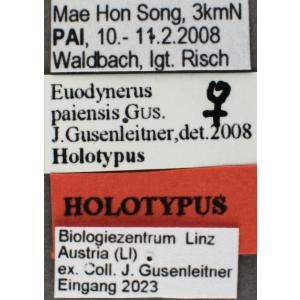 Mae Hon Song, 3kmN
PAI, 10.- 11.2.2008
Waldbach, lgt. Risch
Euodynerus ♀
paiensis Gus.
J.Gusenleitner,det.2008
Holotypus
HOLOTYPUS
Biologiezentrum Linz
Austria (LI)
ex. Coll. J. Gusenleitner
Eingang 2023